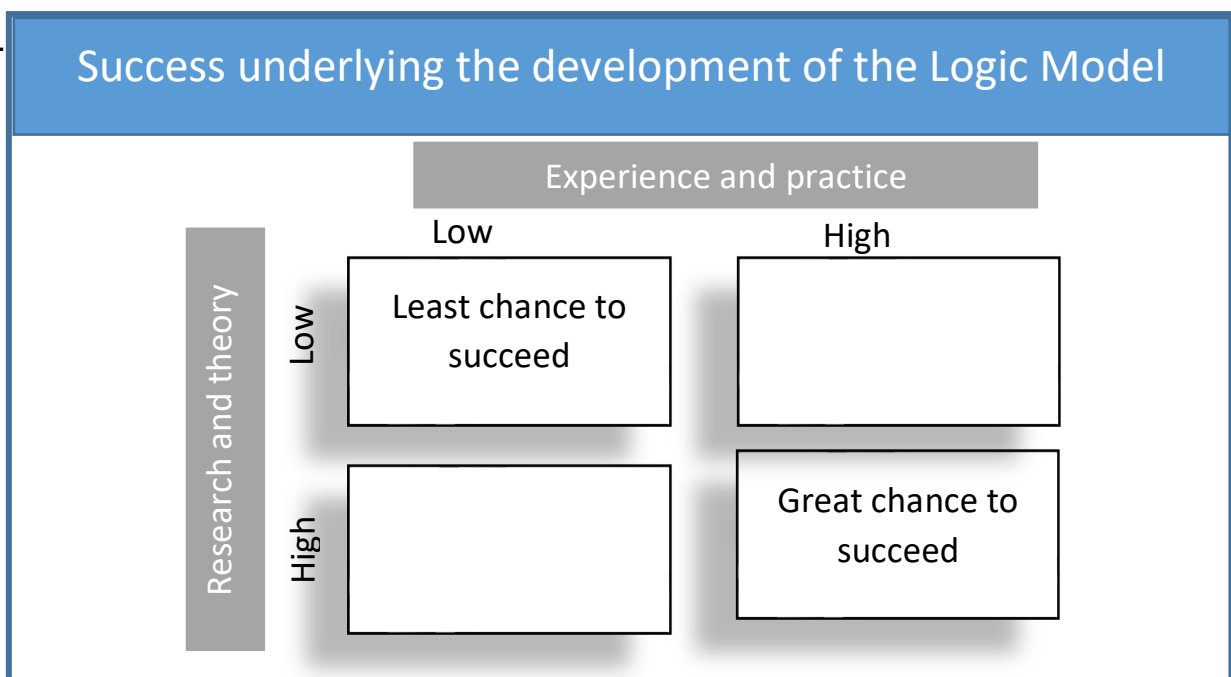 Success underlying the development of the Logic Model
Experience and practice
Low
High
Research and theory
Low
Least chance to
succeed
High
Great chance to
succeed